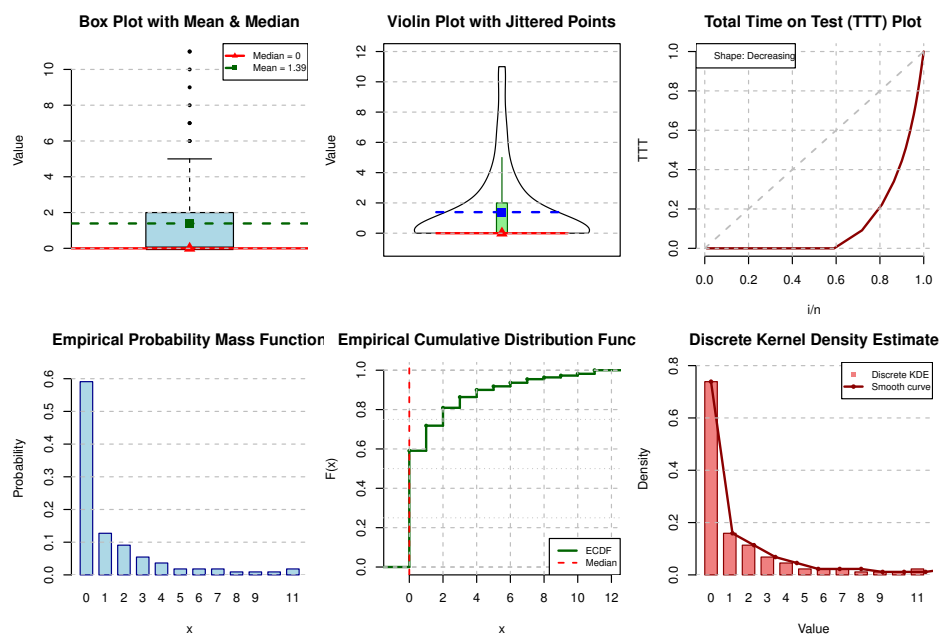 Box Plot with Mean & Median
Value
0 2 4 6 8 10
Median = 0
Mean = 1.39
Violin Plot with Jittered Points
Value
0 2 4 6 8 10 12
Total Time on Test (TTT) Plot
TTT
0.0 0.2 0.4 0.6 0.8 1.0
Shape: Decreasing
0.0 0.2 0.4 0.6 0.8 1.0
i/n
Empirical Probability Mass Function
Probability
0.0 0.1 0.2 0.3 0.4 0.5 0.6
0 1 2 3 4 5 6 7 8 9 11
x
Empirical Cumulative Distribution Func
F(x)
0.0 0.2 0.4 0.6 0.8 1.0
ECDF
Median
0 2 4 6 8 10 12
x
Discrete Kernel Density Estimate
Density
0.0 0.2 0.4 0.6 0.8
Discrete KDE
Smooth curve
0 1 2 3 4 5 6 7 8 9 11
Value